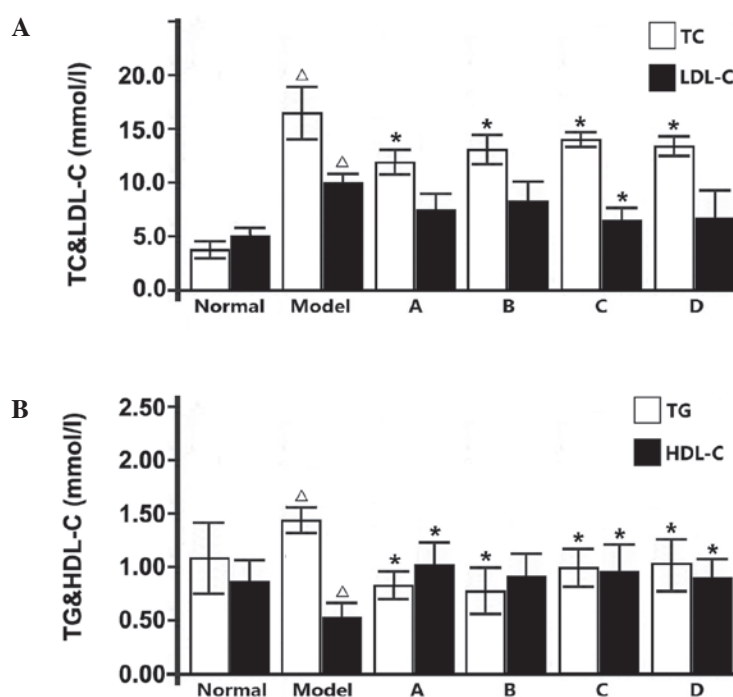 A
TC
LDL-C
TC&LDL-C (mmol/l)
20.0
15.0
10.0
5.0
0.0
△
△
*
*
*
*
*
Normal Model A B C D
B
TG
HDL-C
TG&HDL-C (mmol/l)
2.50
2.00
1.50
1.00
0.50
0.00
△
△
*
*
*
*
*
*
*
Normal Model A B C D